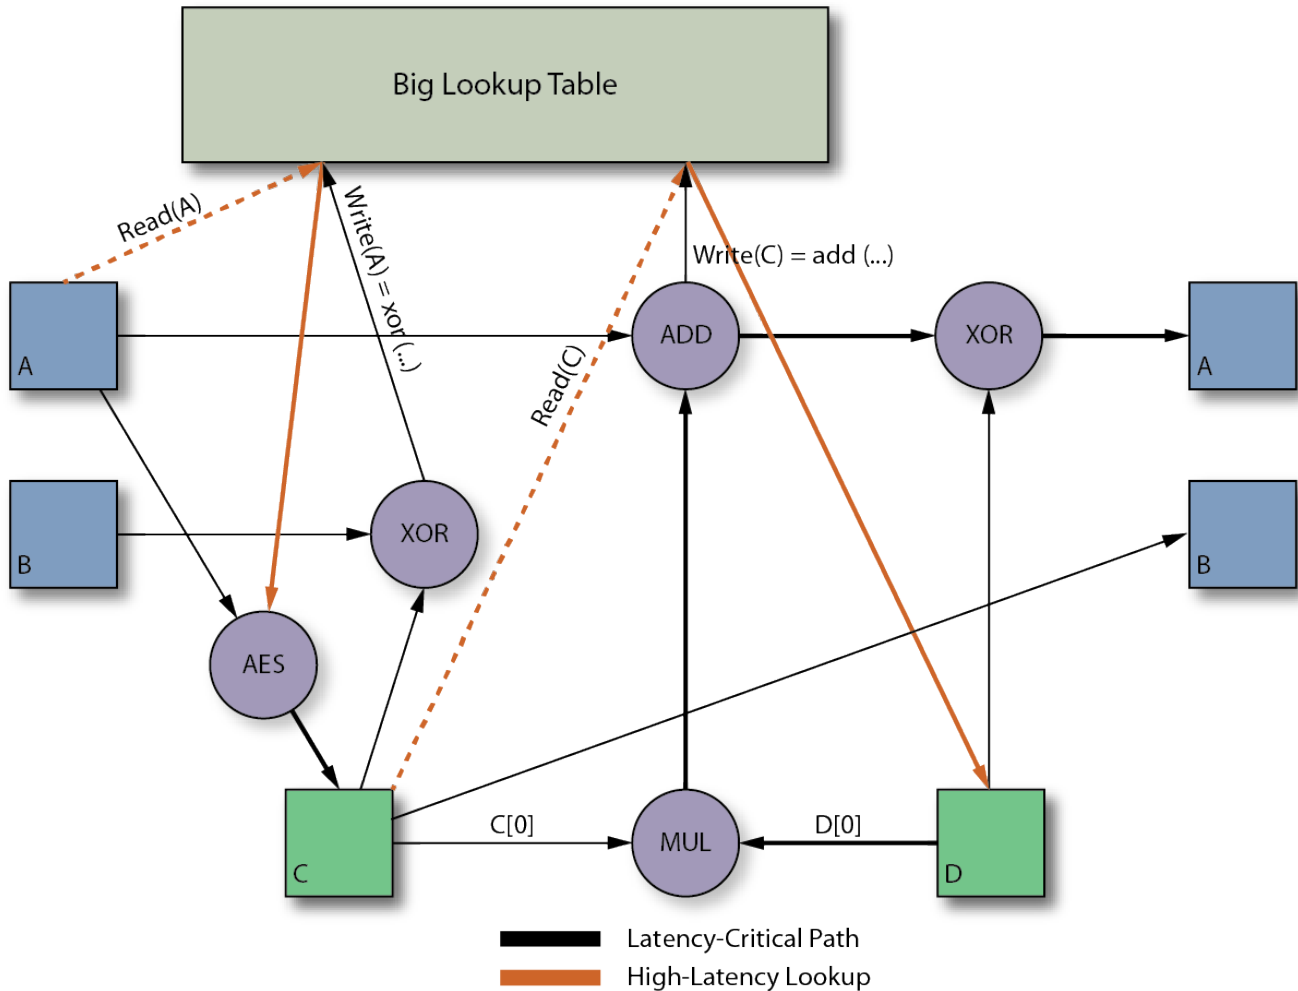 Big Lookup Table
Read(A)
Write(A) = xor (...)
Write(C) = add (...)
A
ADD
XOR
A
Read(C)
B
XOR
B
AES
C
C[0]
MUL
D[0]
D
Latency-Critical Path
High-Latency Lookup